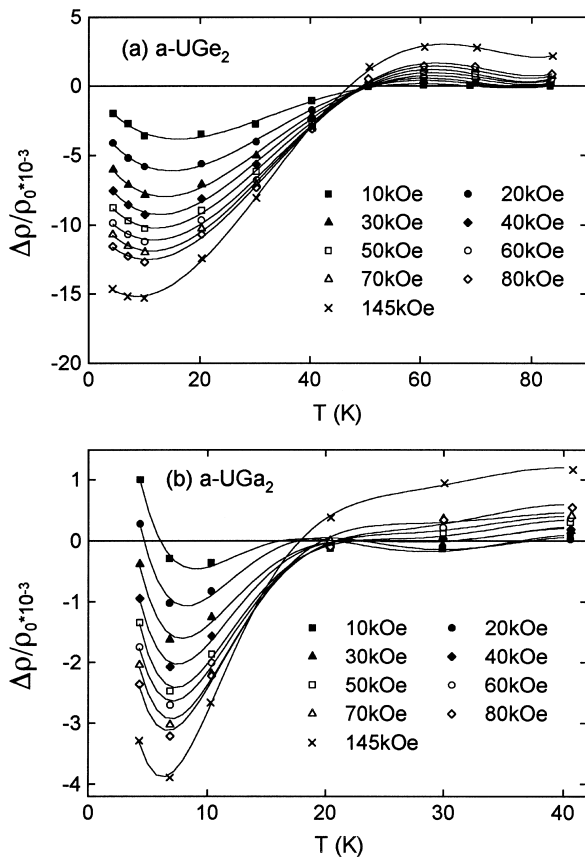 (a) a-UGe₂
0
-5
-10
-15
-20
Δρ/ρ₀*10⁻³
10kOe
20kOe
30kOe
40kOe
50kOe
60kOe
70kOe
80kOe
145kOe
0 20 40 60 80
T (K)
(b) a-UGa₂
1
0
-1
-2
-3
-4
Δρ/ρ₀*10⁻³
10kOe
20kOe
30kOe
40kOe
50kOe
60kOe
70kOe
80kOe
145kOe
0 10 20 30 40
T (K)